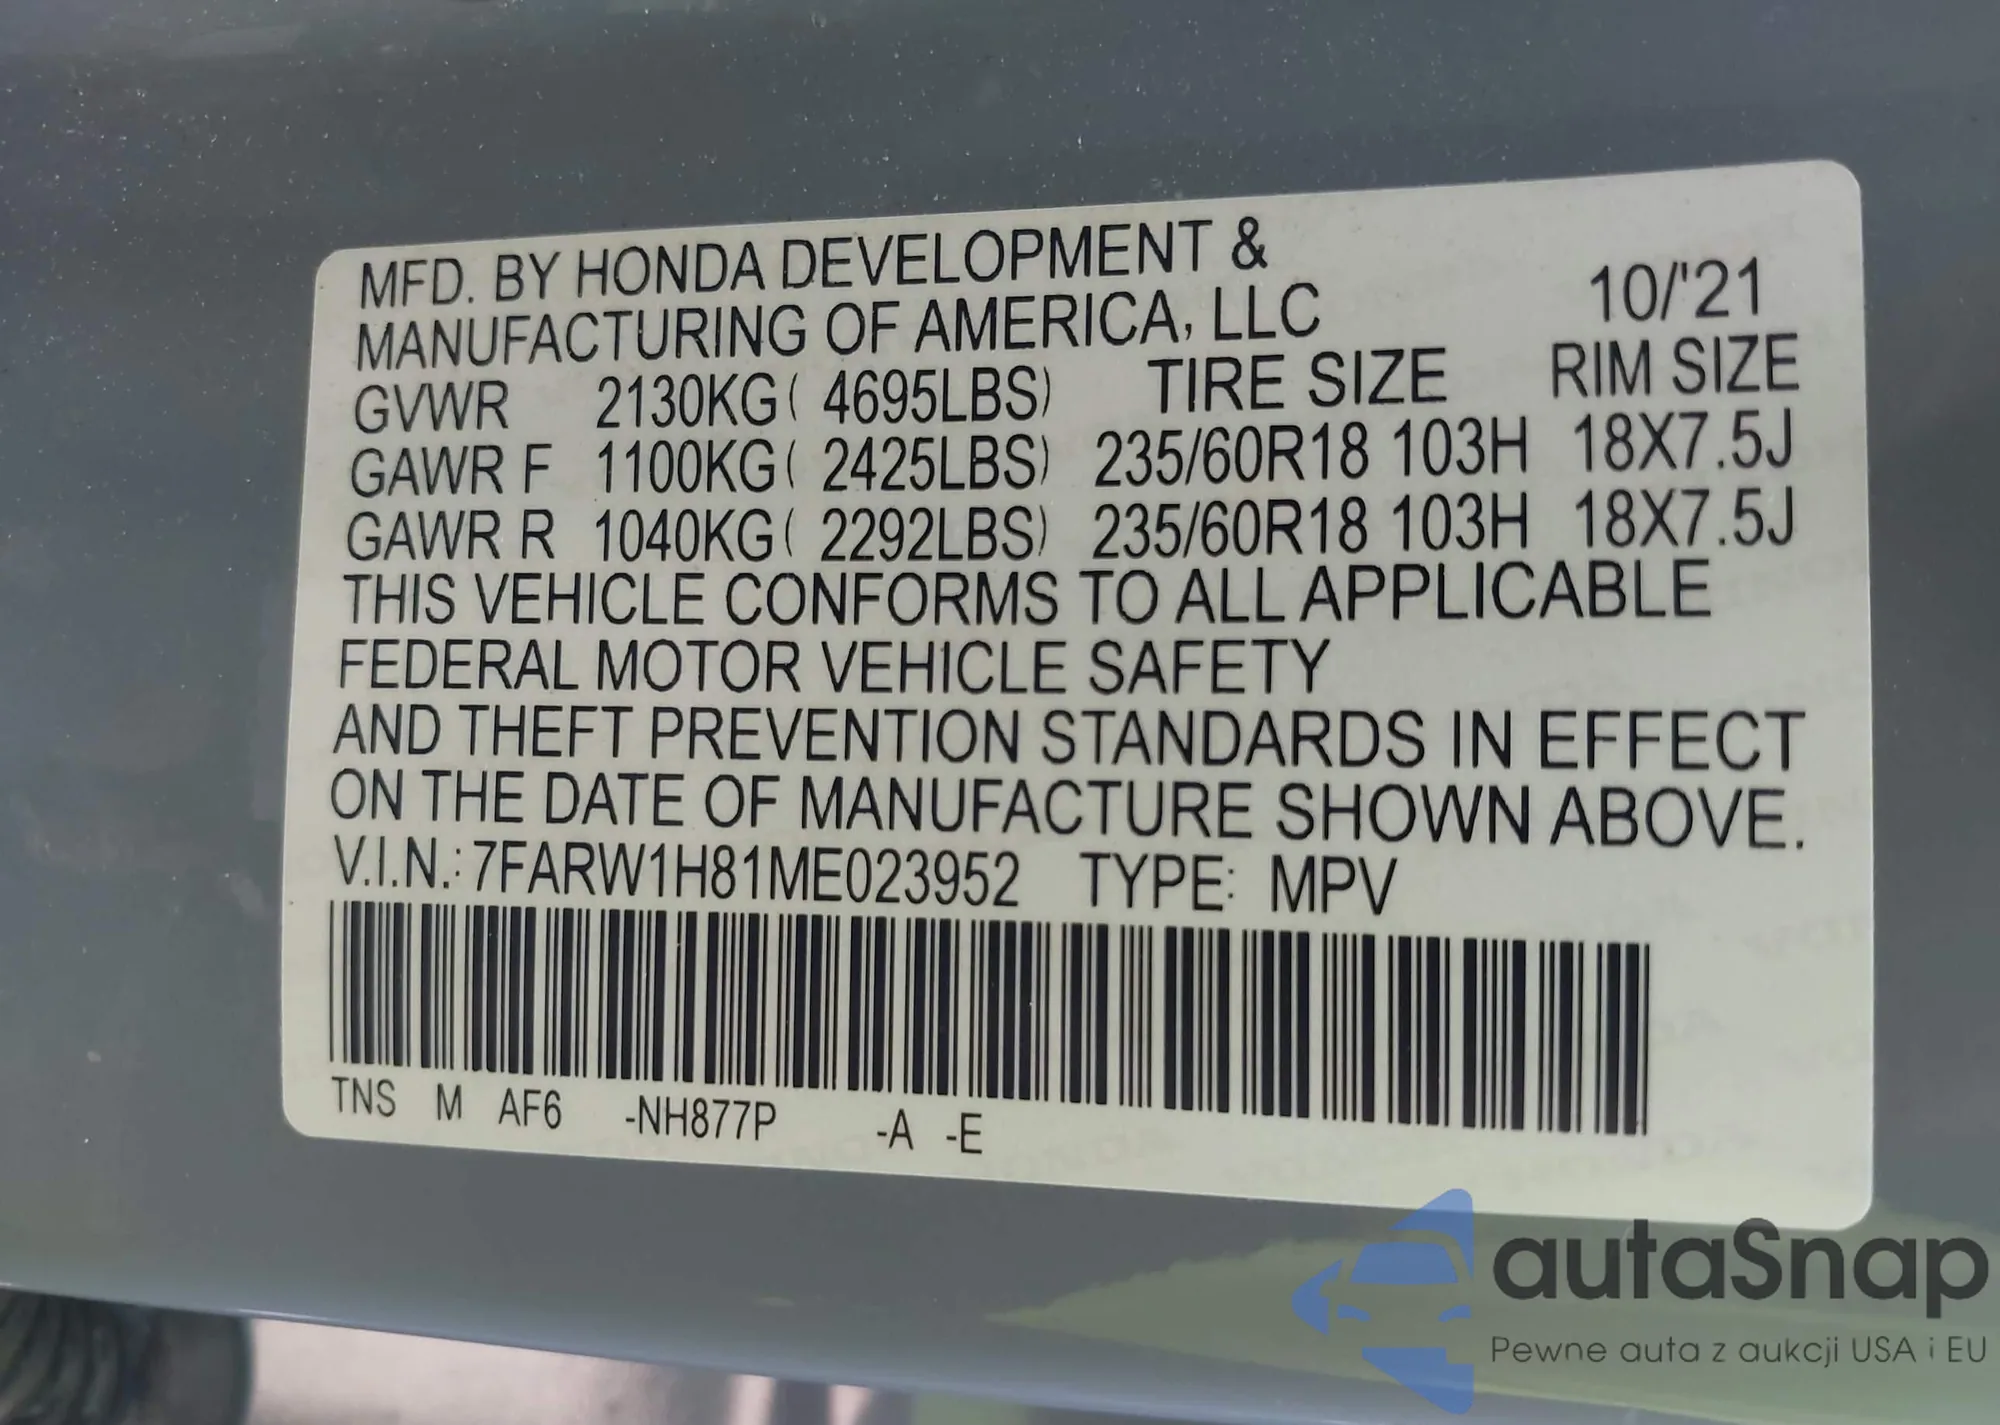 MFD. BY HONDA DEVELOPMENT &
MANUFACTURING OF AMERICA, LLC 10/'21
GVWR 2130KG( 4695LBS) TIRE SIZE RIM SIZE
GAWR F 1100KG( 2425LBS) 235/60R18 103H 18X7.5J
GAWR R 1040KG( 2292LBS) 235/60R18 103H 18X7.5J
THIS VEHICLE CONFORMS TO ALL APPLICABLE
FEDERAL MOTOR VEHICLE SAFETY
AND THEFT PREVENTION STANDARDS IN EFFECT
ON THE DATE OF MANUFACTURE SHOWN ABOVE.
V.I.N.: 7FARW1H81ME023952 TYPE: MPV
TNS M AF6 -NH877P -A -E
autaSnap
Pewne auta z aukcji USA i EU